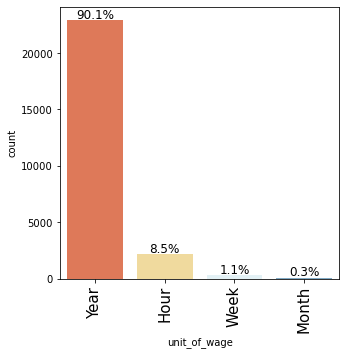 90.1%
20000
15000
count
10000
5000
8.5%
1.1%
0.3%
0
Year
Hour
Week
Month
unit_of_wage